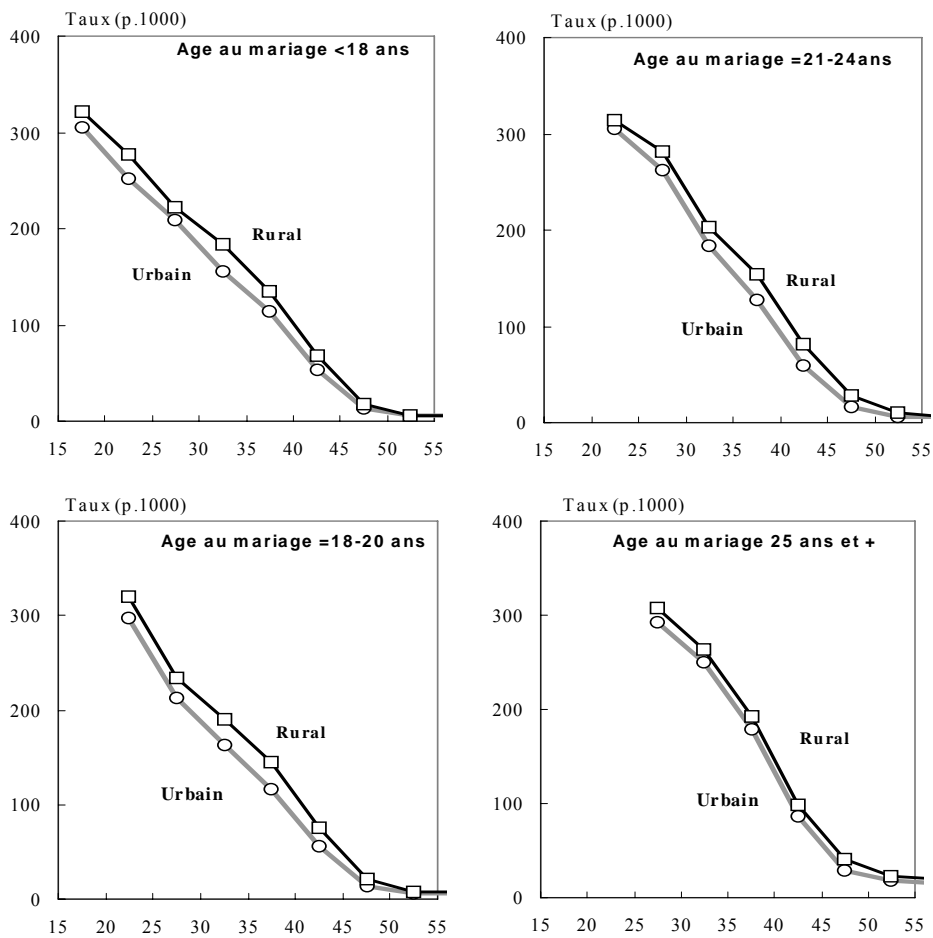 Taux (p.1000)
Age au mariage <18 ans
400
300
200
100
0
Rural
Urbain
15 20 25 30 35 40 45 50 55
Taux (p.1000)
Age au mariage =21-24ans
400
300
200
100
0
Rural
Urbain
15 20 25 30 35 40 45 50 55
Taux (p.1000)
Age au mariage =18-20 ans
400
300
200
100
0
Rural
Urbain
15 20 25 30 35 40 45 50 55
Taux (p.1000)
Age au mariage 25 ans et +
400
300
200
100
0
Rural
Urbain
15 20 25 30 35 40 45 50 55